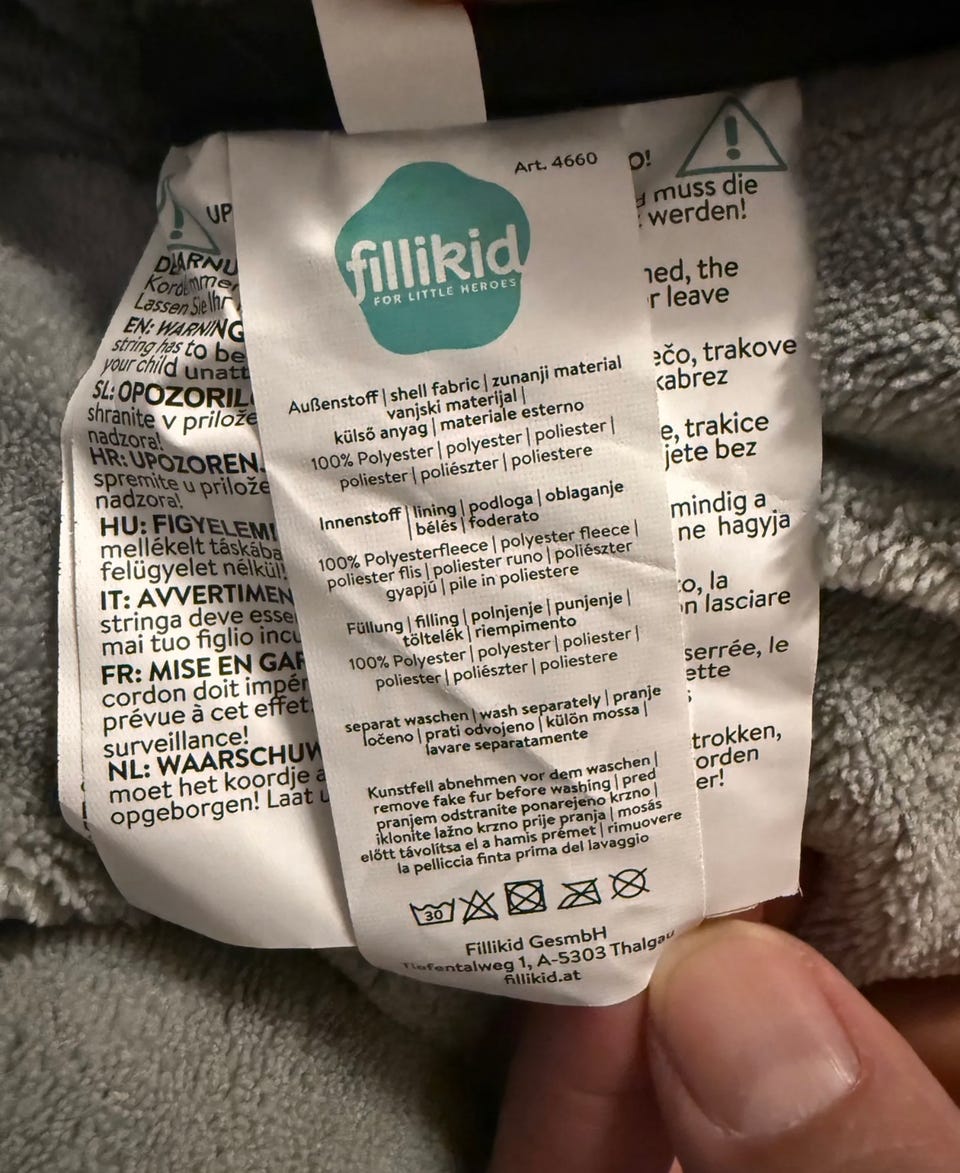 Art. 4660
fillikid
FOR LITTLE HEROES
Außenstoff | shell fabric | zunanji material
vanjski materijal |
külső anyag | materiale esterno
100% Polyester | polyester | poliester |
poliester | poliészter | poliestere
Innenstoff | lining | podloga | oblaganje
bélés | foderato
100% Polyesterfleece | polyester fleece |
poliester flis | poliester runo | poliészter
gyapjú | pile in poliestere
Füllung | filling | polnjenje | punjenje |
töltelék | riempimento
100% Polyester | polyester | poliester |
poliester | poliészter | poliestere
separat waschen | wash separately | pranje
ločeno | prati odvojeno | külön mossa |
lavare separatamente
Kunstfell abnehmen vor dem waschen |
remove fake fur before washing | pred
pranjem odstranite ponarejeno krzno |
iklonite lažno krzno prije pranja | mosás
előtt távolítsa el a hamis prémet | rimuovere
la pelliccia finta prima del lavaggio
30
Fillikid GesmbH
Tiefentalweg 1, A-5303 Thalgau
fillikid.at
UP
Lassen Sie Ihr
EN: WARNING
string has to be
your child unatt
SL: OPOZORIL
shranite v prilože
nadzora!
HR: UPOZOREN
spremite u prilože
nadzora!
HU: FIGYELEM!
mellékelt táskába
felügyelet nélkül!
IT: AVVERTIMEN
stringa deve esse
mai tuo figlio incu
FR: MISE EN GAR
cordon doit impér
prévue à cet effet.
surveillance!
NL: WAARSCHUW
moet het koordje a
opgeborgen! Laat u
O!
d muss die
werden!
ned, the
r leave
ečo, trakove
kabrez
e, trakice
jete bez
mindig a
ne hagyja
o, la
n lasciare
serrée, le
ette
trokken,
orden
er!